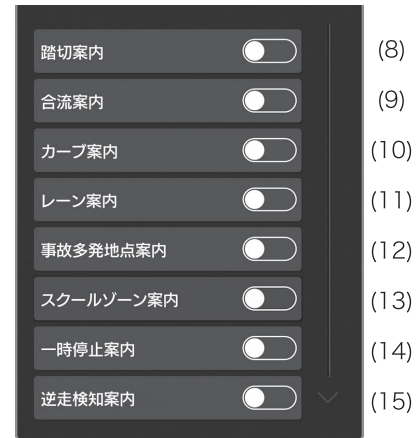 踏切案内 (8)
合流案内 (9)
カーブ案内 (10)
レーン案内 (11)
事故多発地点案内 (12)
スクールゾーン案内 (13)
一時停止案内 (14)
逆走検知案内 (15)